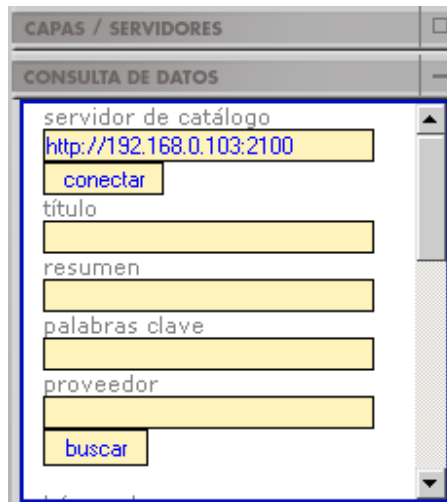 CAPAS / SERVIDORES
CONSULTA DE DATOS
servidor de catálogo
http://192.168.0.103:2100
conectar
título
resumen
palabras clave
proveedor
buscar